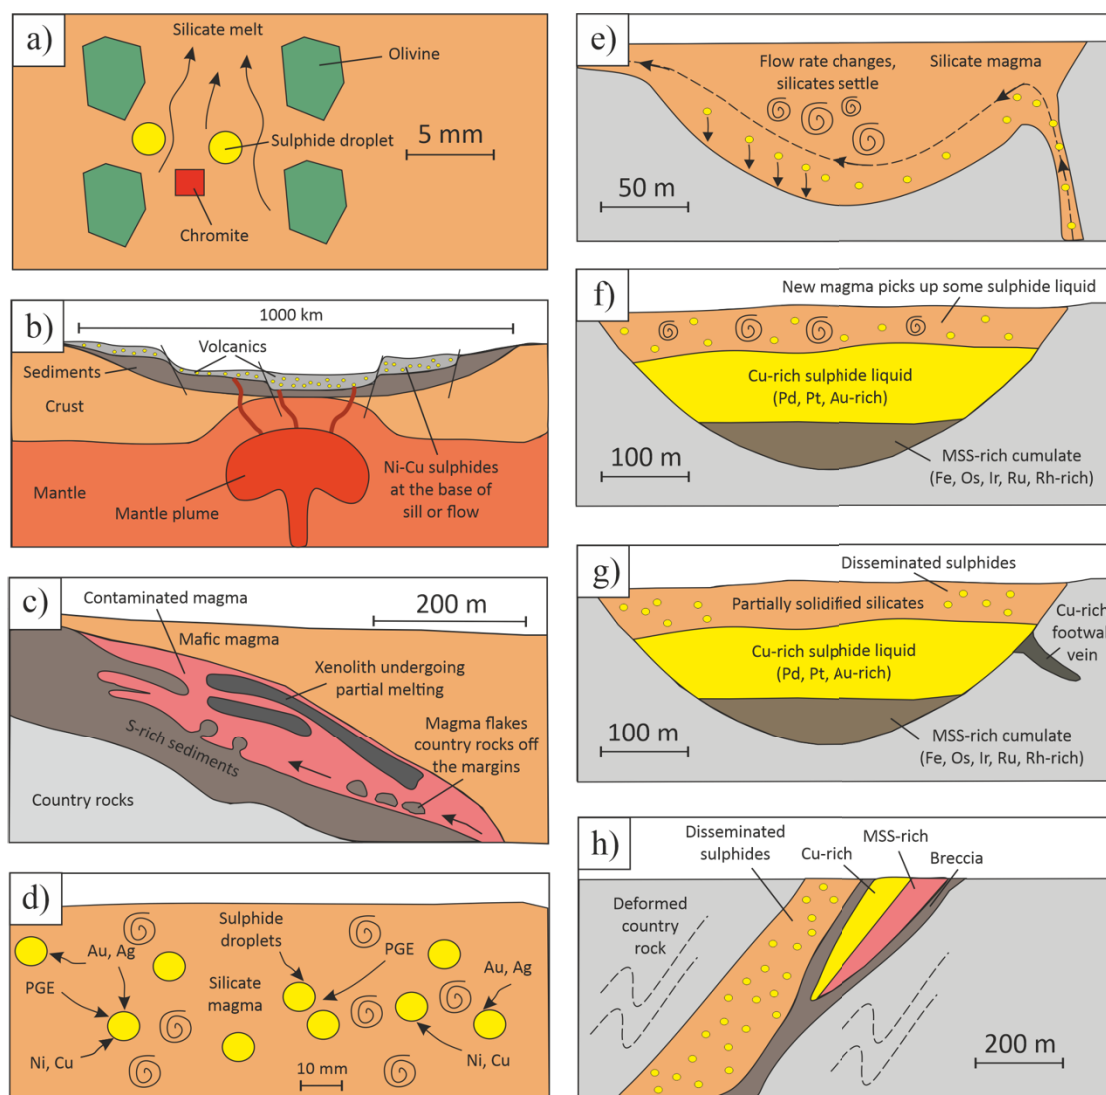 a)
Silicate melt
Olivine
Sulphide droplet
5 mm
Chromite
b)
1000 km
Volcanics
Sediments
Crust
Mantle
Mantle plume
Ni-Cu sulphides
at the base of
sill or flow
c)
Contaminated magma
200 m
Mafic magma
Xenolith undergoing
partial melting
Magma flakes
country rocks off
the margins
S-rich sediments
Country rocks
d)
Sulphide
droplets
Au, Ag
PGE
Au, Ag
PGE
Silicate
magma
Ni, Cu
10 mm
Ni, Cu
e)
Flow rate changes,
silicates settle
Silicate magma
50 m
f)
New magma picks up some sulphide liquid
Cu-rich sulphide liquid
(Pd, Pt, Au-rich)
100 m
MSS-rich cumulate
(Fe, Os, Ir, Ru, Rh-rich)
g)
Disseminated sulphides
Partially solidified silicates
Cu-rich
footwal
vein
Cu-rich sulphide liquid
(Pd, Pt, Au-rich)
100 m
MSS-rich cumulate
(Fe, Os, Ir, Ru, Rh-rich)
h)
Disseminated
sulphides
Cu-rich
MSS-rich
Breccia
Deformed
country
rock
200 m